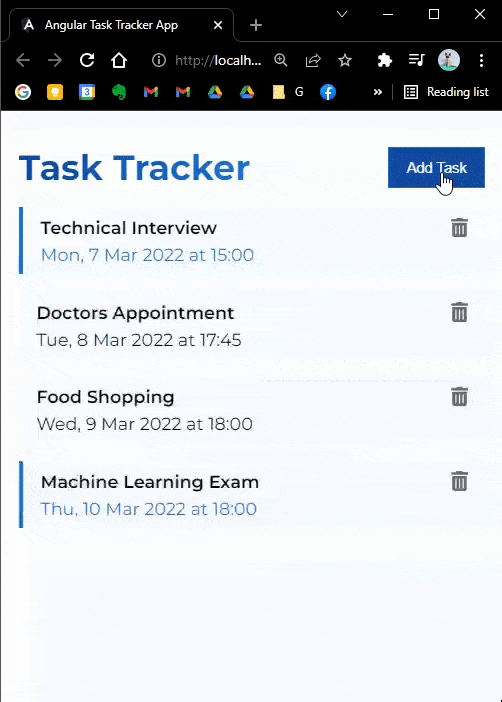 Angular Task Tracker App
http://localh...
G
Reading list
Task Tracker
Add Task
Technical Interview
Mon, 7 Mar 2022 at 15:00
Doctors Appointment
Tue, 8 Mar 2022 at 17:45
Food Shopping
Wed, 9 Mar 2022 at 18:00
Machine Learning Exam
Thu, 10 Mar 2022 at 18:00